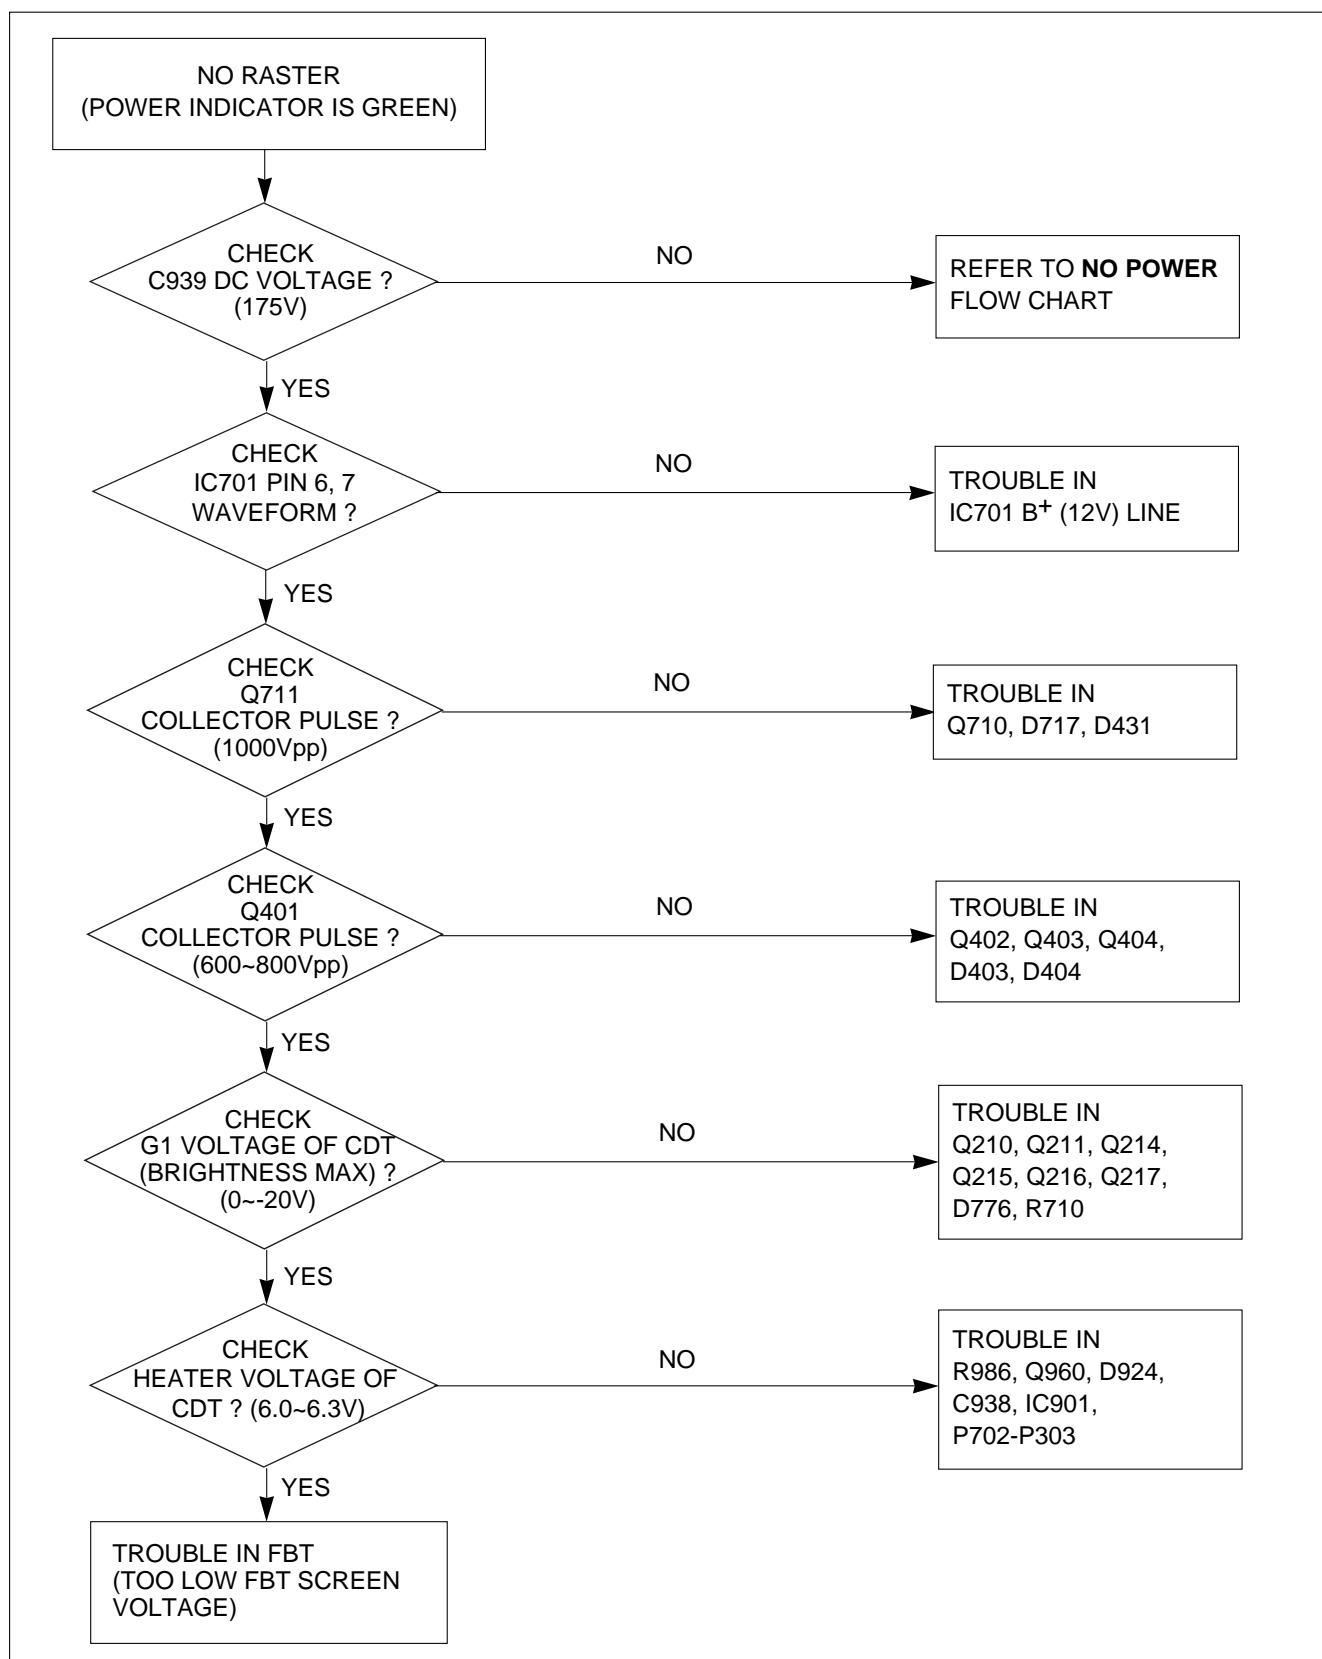 NO RASTER
(POWER INDICATOR IS GREEN)
CHECK
C939 DC VOLTAGE ?
(175V)
NO
REFER TO NO POWER
FLOW CHART
YES
CHECK
IC701 PIN 6, 7
WAVEFORM ?
NO
TROUBLE IN
IC701 B+ (12V) LINE
YES
CHECK
Q711
COLLECTOR PULSE ?
(1000Vpp)
NO
TROUBLE IN
Q710, D717, D431
YES
CHECK
Q401
COLLECTOR PULSE ?
(600~800Vpp)
NO
TROUBLE IN
Q402, Q403, Q404,
D403, D404
YES
CHECK
G1 VOLTAGE OF CDT
(BRIGHTNESS MAX) ?
(0~-20V)
NO
TROUBLE IN
Q210, Q211, Q214,
Q215, Q216, Q217,
D776, R710
YES
CHECK
HEATER VOLTAGE OF
CDT ? (6.0~6.3V)
NO
TROUBLE IN
R986, Q960, D924,
C938, IC901,
P702-P303
YES
TROUBLE IN FBT
(TOO LOW FBT SCREEN
VOLTAGE)